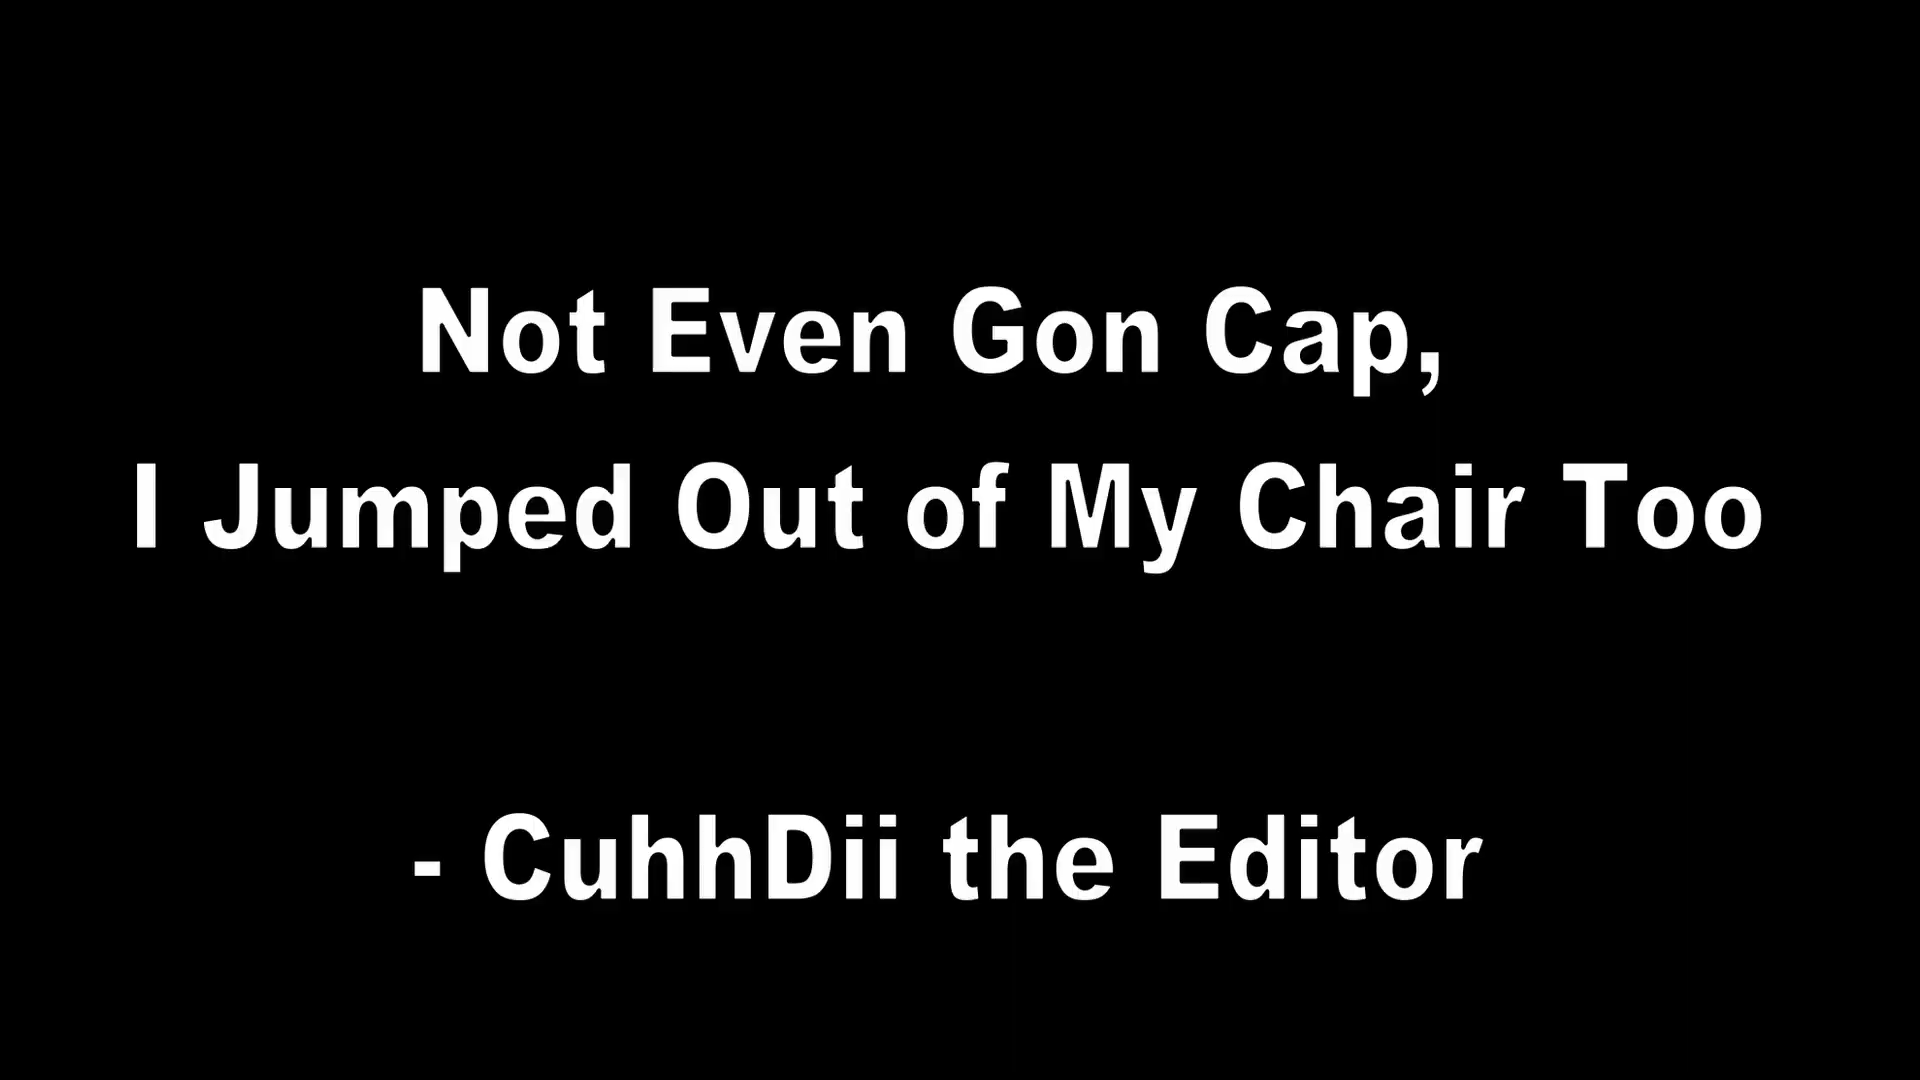 Not Even Gon Cap,
I Jumped Out of My Chair Too
- CuhhDii the Editor